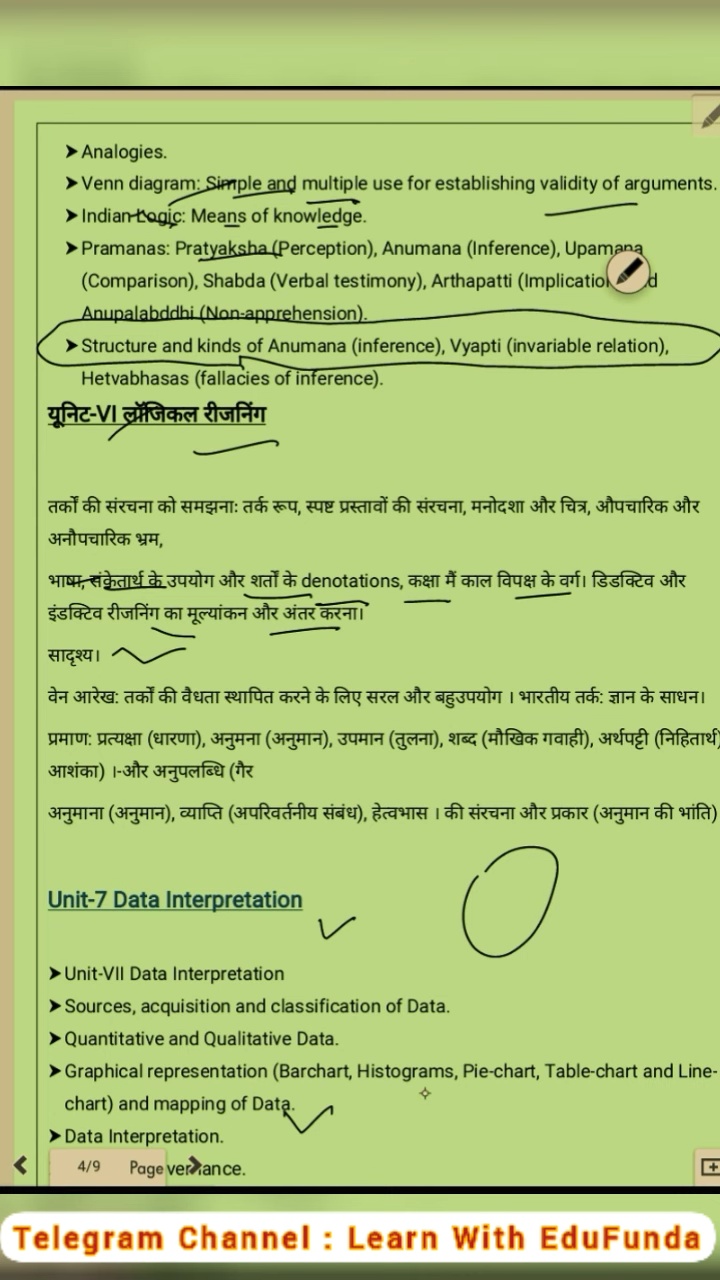 ➤ Analogies.
➤ Venn diagram: Simple and multiple use for establishing validity of arguments.
➤ Indian Logic: Means of knowledge.
➤ Pramanas: Pratyaksha (Perception), Anumana (Inference), Upamana
(Comparison), Shabda (Verbal testimony), Arthapatti (Implication
Anupalabddhi (Non-apprehension).
➤ Structure and kinds of Anumana (inference), Vyapti (invariable relation),
Hetvabhasas (fallacies of inference).
यूनिट-VI लॉजिकल रीजनिंग
तर्कों की संरचना को समझनाः तर्क रूप, स्पष्ट प्रस्तावों की संरचना, मनोदशा और चित्र, औपचारिक और
अनौपचारिक भ्रम,
भाषा, संकेतार्थ के उपयोग और शर्तों के denotations, कक्षा मैं काल विपक्ष के वर्ग। डिडक्टिव और
इंडक्टिव रीजनिंग का मूल्यांकन और अंतर करना।
सादृश्य।
वेन आरेख: तर्कों की वैधता स्थापित करने के लिए सरल और बहुउपयोग । भारतीय तर्क: ज्ञान के साधन।
प्रमाण: प्रत्यक्षा (धारणा), अनुमना (अनुमान), उपमान (तुलना), शब्द (मौखिक गवाही), अर्थपट्टी (निहितार्थ)
आशंका) ।-और अनुपलब्धि (गैर
अनुमाना (अनुमान), व्याप्ति (अपरिवर्तनीय संबंध), हेत्वभास । की संरचना और प्रकार (अनुमान की भांति)
Unit-7 Data Interpretation
➤ Unit-VII Data Interpretation
➤ Sources, acquisition and classification of Data.
➤ Quantitative and Qualitative Data.
➤ Graphical representation (Barchart, Histograms, Pie-chart, Table-chart and Line-
chart) and mapping of Data.
➤ Data Interpretation.
4/9 Page
Telegram Channel : Learn With EduFunda